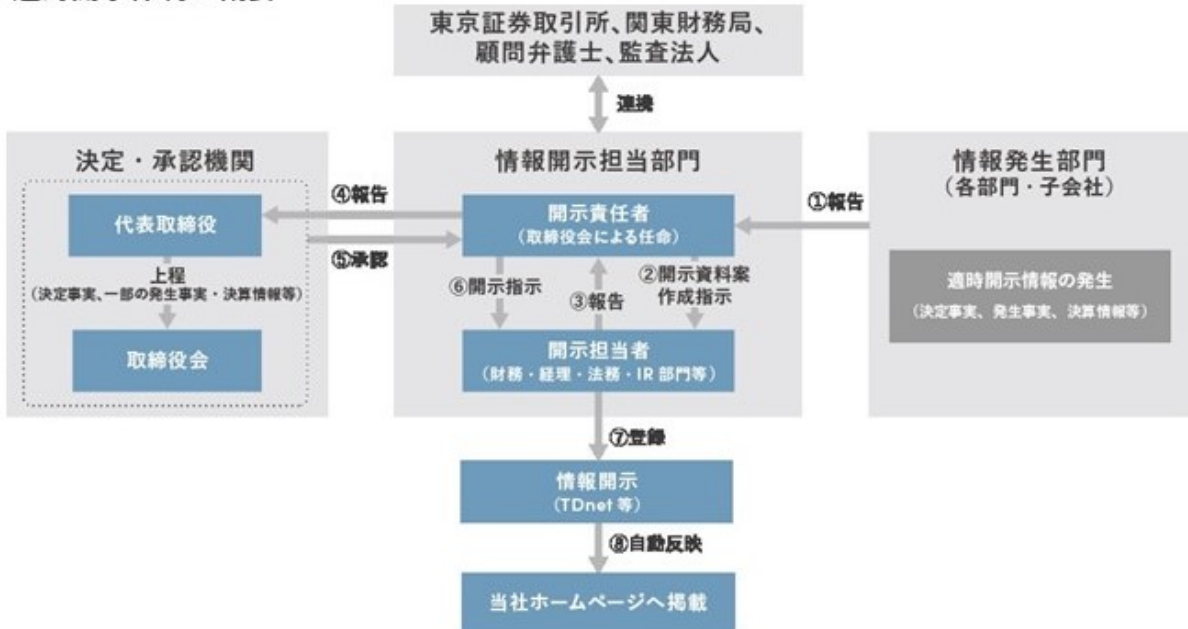 東京証券取引所、関東財務局、
顧問弁護士、監査法人
連携
決定・承認機関
代表取締役
上程
(決定事実、一部の発生事実・決算情報等)
取締役会
④報告
⑤承認
情報開示担当部門
開示責任者
(取締役会による任命)
⑥開示指示
③報告
②開示資料案
作成指示
開示担当者
(財務・経理・法務・IR部門等)
①報告
情報発生部門
(各部門・子会社)
適時開示情報の発生
(決定事実、発生事実、決算情報等)
⑦登録
情報開示
(TDnet 等)
⑧自動反映
当社ホームページへ掲載